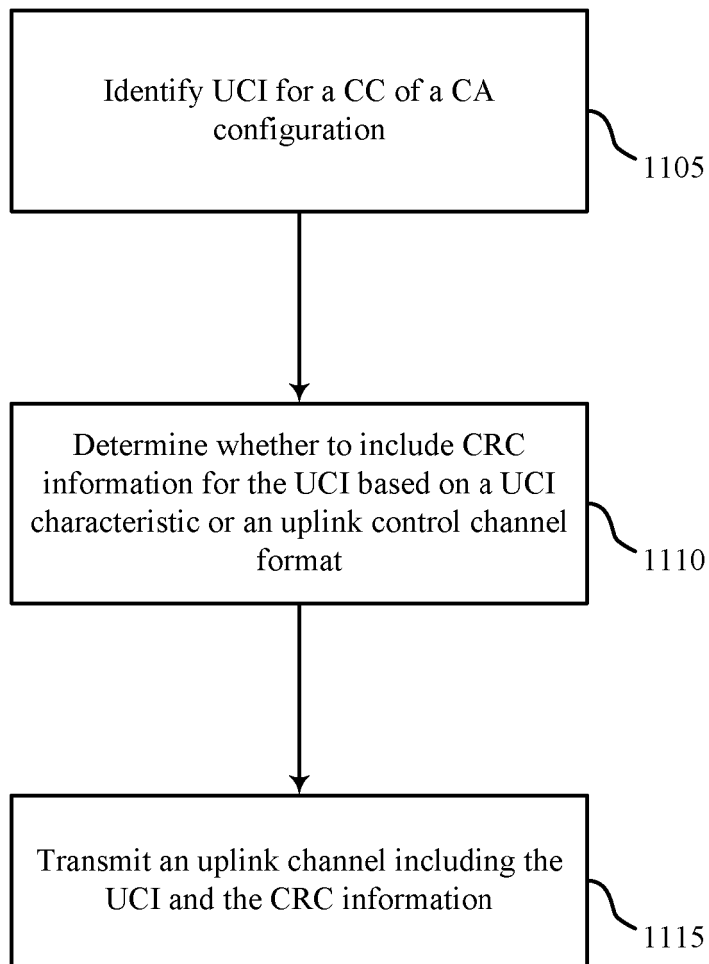 Identify UCI for a CC of a CA
configuration
1105
Determine whether to include CRC
information for the UCI based on a UCI
characteristic or an uplink control channel
format
1110
Transmit an uplink channel including the
UCI and the CRC information
1115